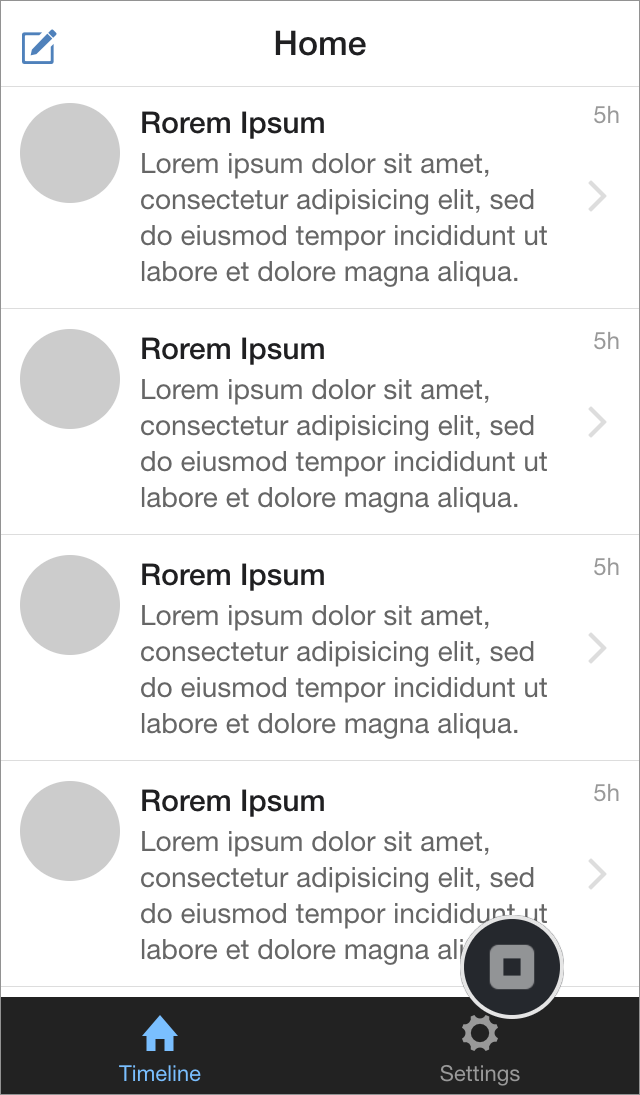 Home
Rorem Ipsum
5h
Lorem ipsum dolor sit amet,
consectetur adipisicing elit, sed
do eiusmod tempor incididunt ut
labore et dolore magna aliqua.
Rorem Ipsum
5h
Lorem ipsum dolor sit amet,
consectetur adipisicing elit, sed
do eiusmod tempor incididunt ut
labore et dolore magna aliqua.
Rorem Ipsum
5h
Lorem ipsum dolor sit amet,
consectetur adipisicing elit, sed
do eiusmod tempor incididunt ut
labore et dolore magna aliqua.
Rorem Ipsum
5h
Lorem ipsum dolor sit amet,
consectetur adipisicing elit, sed
do eiusmod tempor incididunt ut
labore et dolore magna
Timeline
Settings